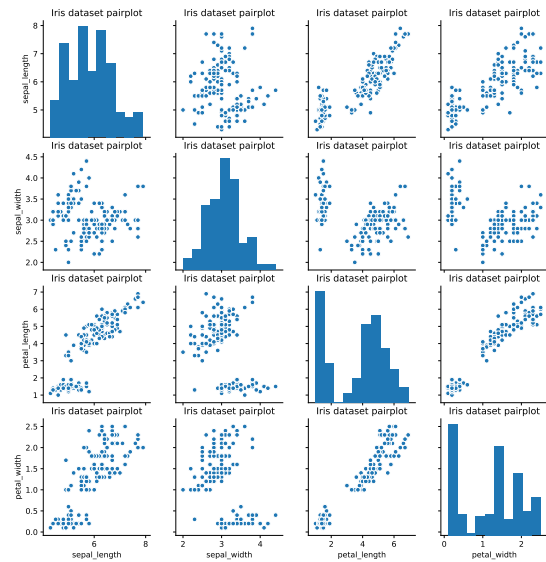 Iris dataset pairplot Iris dataset pairplot Iris dataset pairplot Iris dataset pairplot
8
7
6
5
sepal_length
Iris dataset pairplot Iris dataset pairplot Iris dataset pairplot Iris dataset pairplot
4.5
4.0
3.5
3.0
2.5
2.0
sepal_width
Iris dataset pairplot Iris dataset pairplot Iris dataset pairplot Iris dataset pairplot
7
6
5
4
3
2
1
petal_length
Iris dataset pairplot Iris dataset pairplot Iris dataset pairplot Iris dataset pairplot
2.5
2.0
1.5
1.0
0.5
0.0
petal_width
6 8 2 3 4 2 4 6 0 1 2
sepal_length sepal_width petal_length petal_width